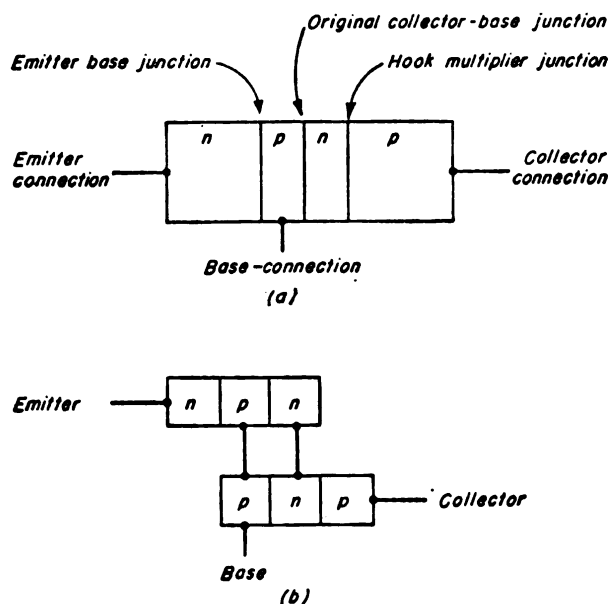 Original collector-base junction
Emitter base junction
Hook multiplier junction
n p n p
Emitter
connection
Collector
connection
Base-connection
(a)
Emitter
n p n
p n p
Collector
Base
(b)